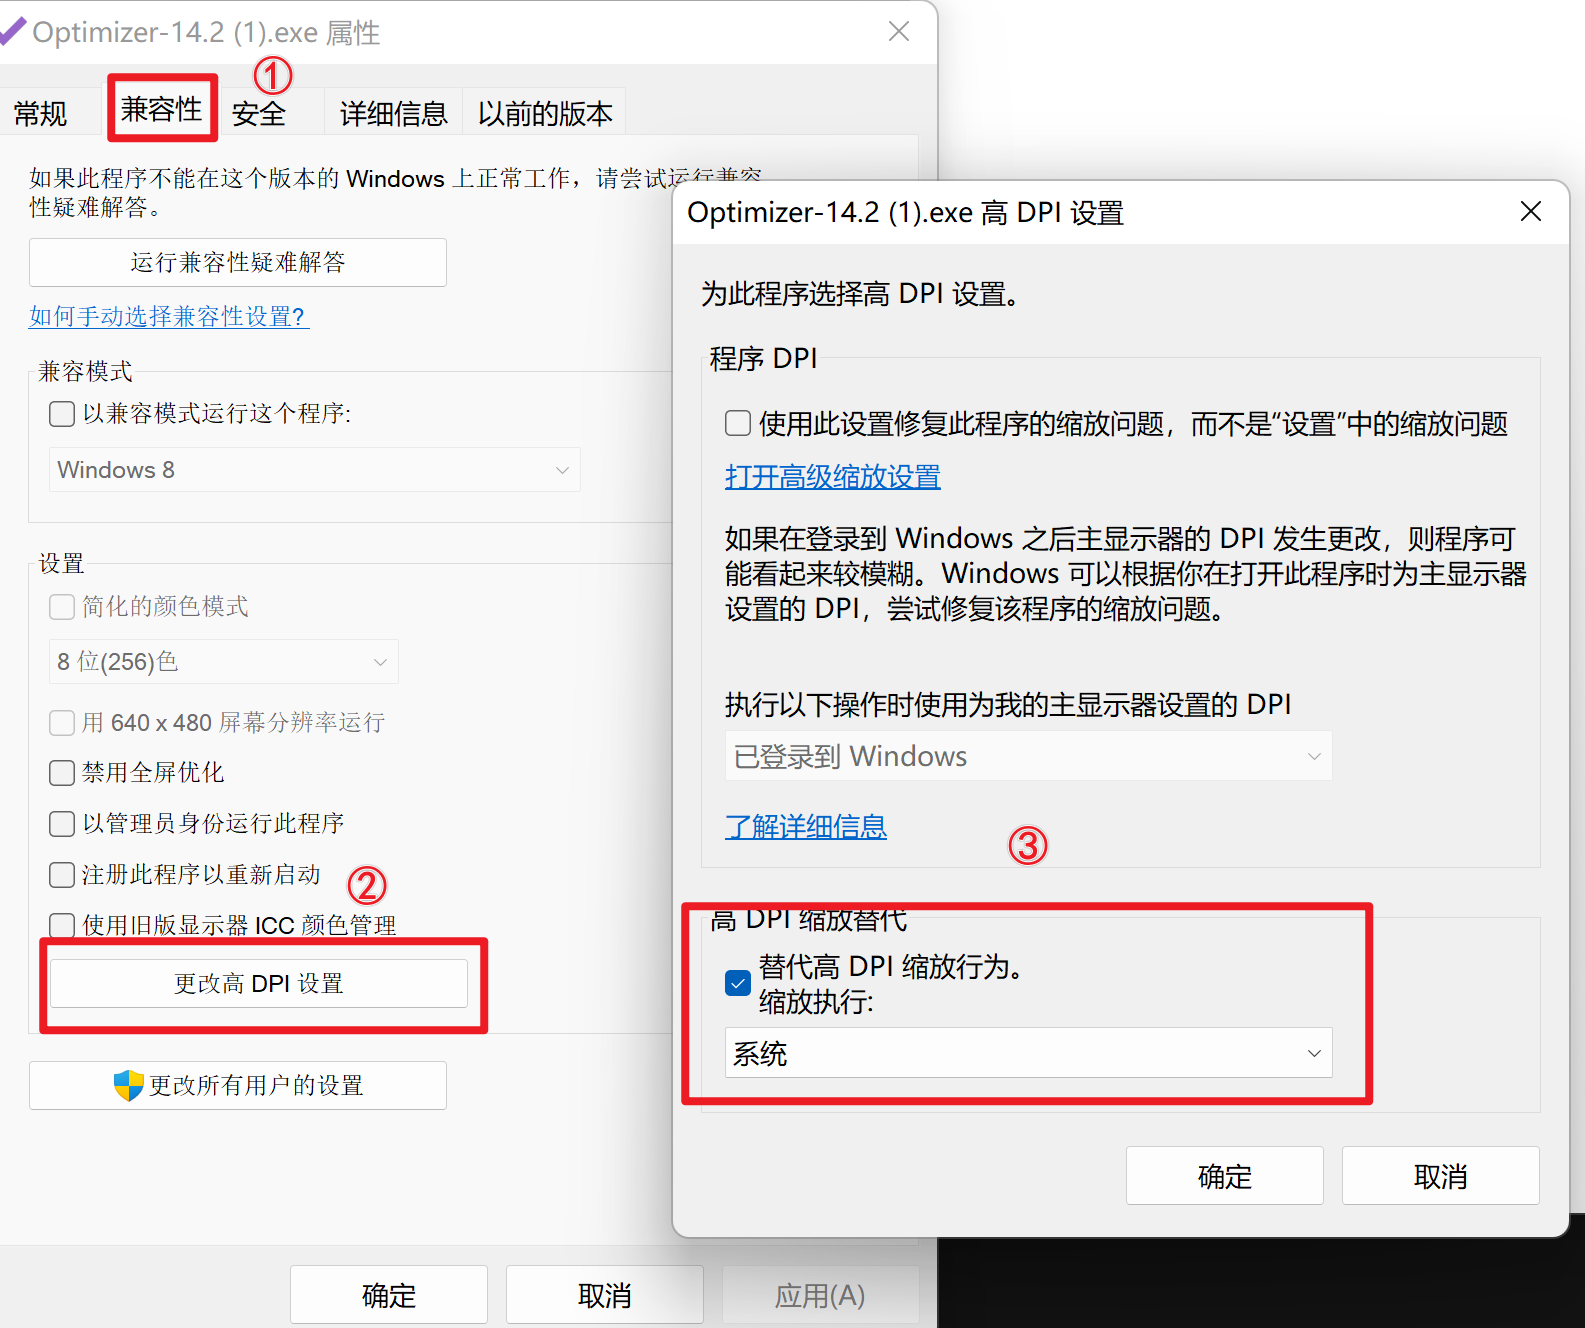 Optimizer-14.2 (1).exe 属性
①
常规
兼容性
安全
详细信息
以前的版本
如果此程序不能在这个版本的 Windows 上正常工作，请尝试运行兼容
性疑难解答。
运行兼容性疑难解答
如何手动选择兼容性设置?
兼容模式
以兼容模式运行这个程序:
Windows 8
设置
简化的颜色模式
8 位(256)色
用 640 x 480 屏幕分辨率运行
禁用全屏优化
以管理员身份运行此程序
注册此程序以重新启动
②
使用旧版显示器 ICC 颜色管理
更改高 DPI 设置
更改所有用户的设置
确定
取消
应用(A)
Optimizer-14.2 (1).exe 高 DPI 设置
为此程序选择高 DPI 设置。
程序 DPI
使用此设置修复此程序的缩放问题，而不是“设置”中的缩放问题
打开高级缩放设置
如果在登录到 Windows 之后主显示器的 DPI 发生更改，则程序可
能看起来较模糊。Windows 可以根据你在打开此程序时为主显示器
设置的 DPI，尝试修复该程序的缩放问题。
执行以下操作时使用为我的主显示器设置的 DPI
已登录到 Windows
了解详细信息
③
高 DPI 缩放替代
替代高 DPI 缩放行为。
缩放执行:
系统
确定
取消